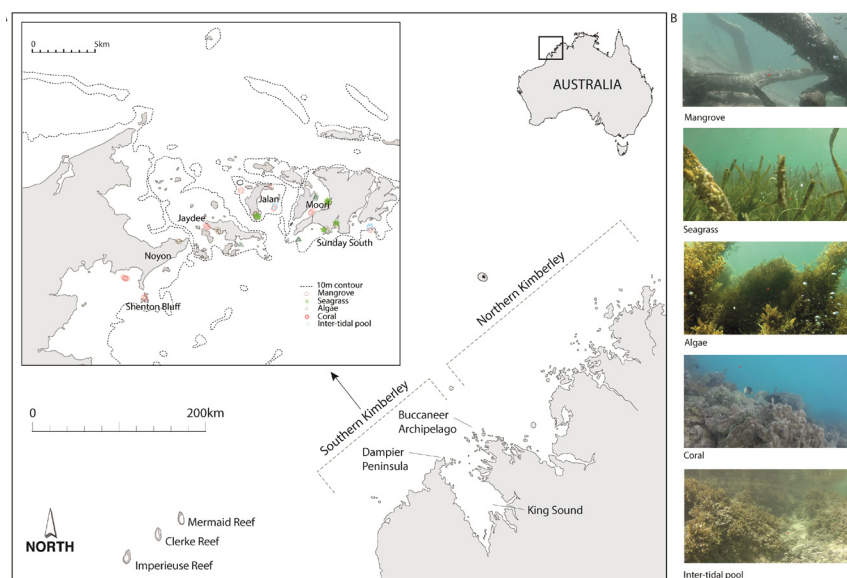 A
0
5km
AUSTRALIA
Jalan
Moorj
Jaydee
Sunday South
Noyon
Shenton Bluff
10m contour
Mangrove
Seagrass
Algae
Coral
Inter-tidal pool
Northern Kimberley
Southern Kimberley
0
200km
Buccaneer
Archipelago
Dampier
Peninsula
King Sound
Mermaid Reef
Clerke Reef
Imperieuse Reef
NORTH
B
Mangrove
Seagrass
Algae
Coral
Inter-tidal pool